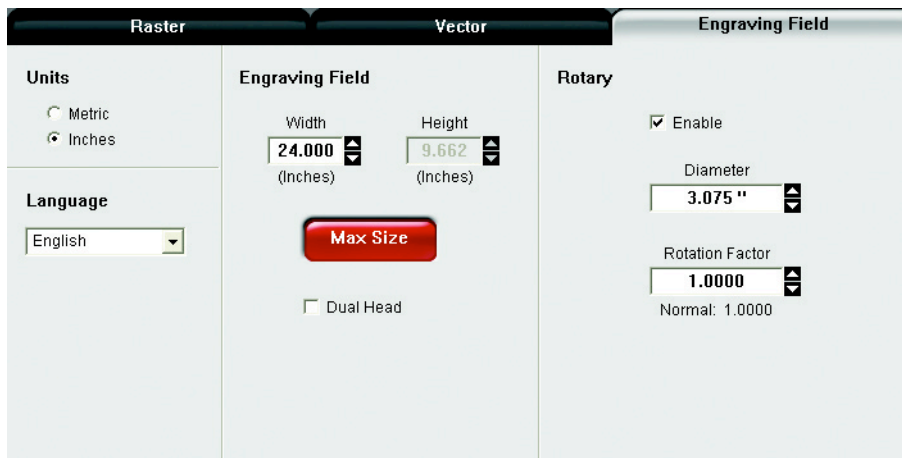 Raster
Vector
Engraving Field
Units
Metric
Inches
Language
English
Engraving Field
Width
Height
24.000
9.662
(Inches)
(Inches)
Max Size
Dual Head
Rotary
Enable
Diameter
3.075 "
Rotation Factor
1.0000
Normal: 1.0000